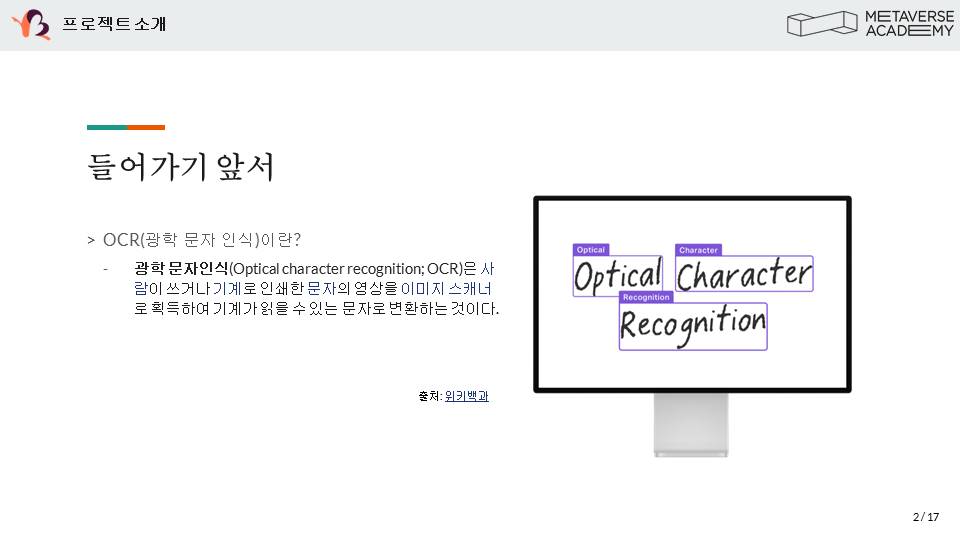 프로젝트 소개
METAVERSE
ACADEMY
들어가기 앞서
> OCR(광학 문자 인식)이란?
- 광학 문자인식(Optical character recognition; OCR)은 사
람이 쓰거나 기계로 인쇄한 문자의 영상을 이미지 스캐너
로 획득하여 기계가 읽을 수 있는 문자로 변환하는 것이다.
출처: 위키백과
Optical Character
Optical Character
Recognition
Recognition
2 / 17